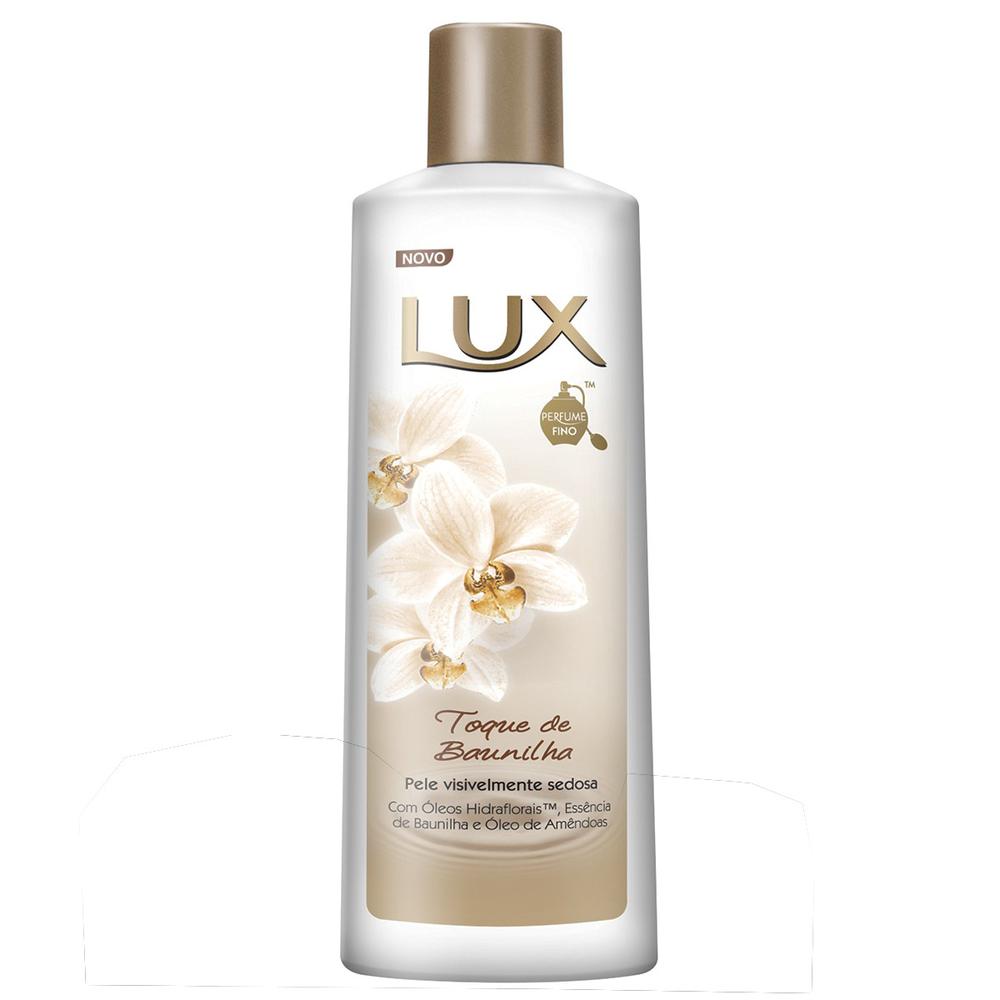 NOVO
LUX
TM
PERFUME
FINO
Toque de
Baunilha
Pele visivelmente sedosa
Com Óleos Hidraflorais™, Essência
de Baunilha e Óleo de Amêndoas